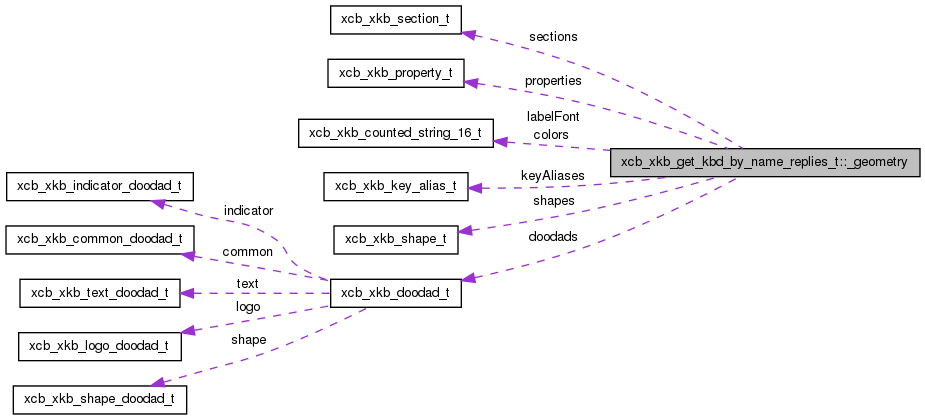 xcb_xkb_section_t
sections
xcb_xkb_property_t
properties
labelFont
colors
xcb_xkb_counted_string_16_t
xcb_xkb_get_kbd_by_name_replies_t::_geometry
xcb_xkb_indicator_doodad_t
xcb_xkb_key_alias_t
keyAliases
shapes
indicator
xcb_xkb_common_doodad_t
xcb_xkb_shape_t
doodads
common
xcb_xkb_text_doodad_t
text
xcb_xkb_doodad_t
logo
xcb_xkb_logo_doodad_t
shape
xcb_xkb_shape_doodad_t